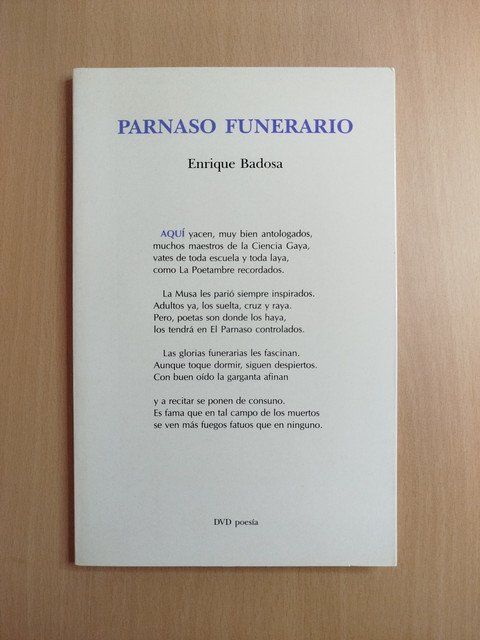 PARNASO FUNERARIO
Enrique Badosa
AQUÍ yacen, muy bien antologados,
muchos maestros de la Ciencia Gaya,
vates de toda escuela y toda laya,
como La Poetambre recordados.
La Musa les parió siempre inspirados.
Adultos ya, los suelta, cruz y raya.
Pero, poetas son donde los haya,
los tendrá en El Parnaso controlados.
Las glorias funerarias les fascinan.
Aunque toque dormir, siguen despiertos.
Con buen oído la garganta afinan
y a recitar se ponen de consuno.
Es fama que en tal campo de los muertos
se ven más fuegos fatuos que en ninguno.
DVD poesía